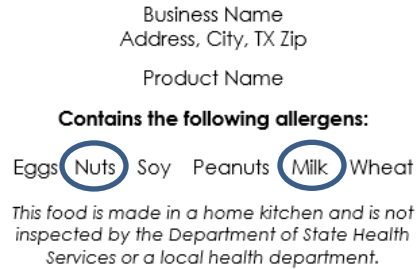 Business Name
Address, City, TX Zip
Product Name
Contains the following allergens:
Eggs Nuts Soy Peanuts Milk Wheat
This food is made in a home kitchen and is not
inspected by the Department of State Health
Services or a local health department.